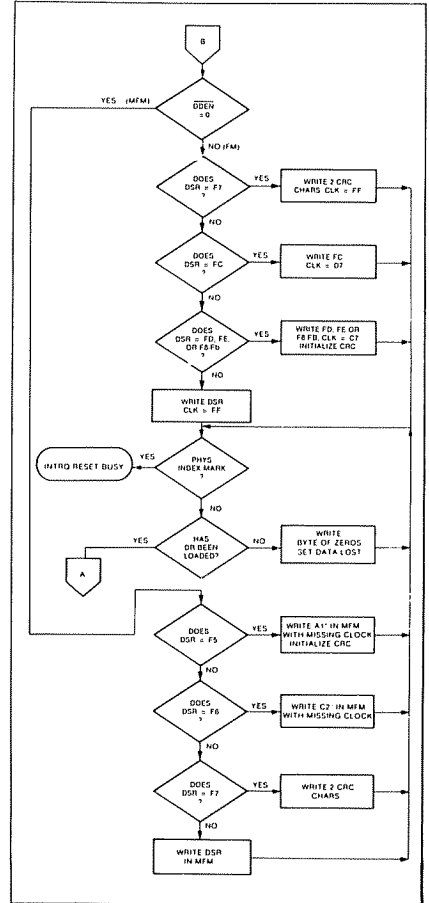 B
YES (MFM)
DDEN
= 0
NO (FM)
DOES
DSR = F7
?
YES
WRITE 2 CRC
CHARS CLK = FF
NO
DOES
DSR = FC
?
YES
WRITE FC
CLK = D7
NO
DOES
DSR = FD, FE,
OR F8 FB
?
YES
WRITE FD, FE OR
F8 FB, CLK = C7
INITIALIZE CRC
NO
WRITE DSR
CLK = FF
PHYS
INDEX MARK
?
YES
INTRQ RESET BUSY
NO
HAS
DR BEEN
LOADED?
YES
A
NO
WRITE
BYTE OF ZEROS
SET DATA LOST
DOES
DSR = F5
?
YES
WRITE A1* IN MFM
WITH MISSING CLOCK
INITIALIZE CRC
NO
DOES
DSR = F6
?
YES
WRITE C2* IN MFM
WITH MISSING CLOCK
NO
DOES
DSR = F7
?
YES
WRITE 2 CRC
CHARS
NO
WRITE DSR
IN MFM